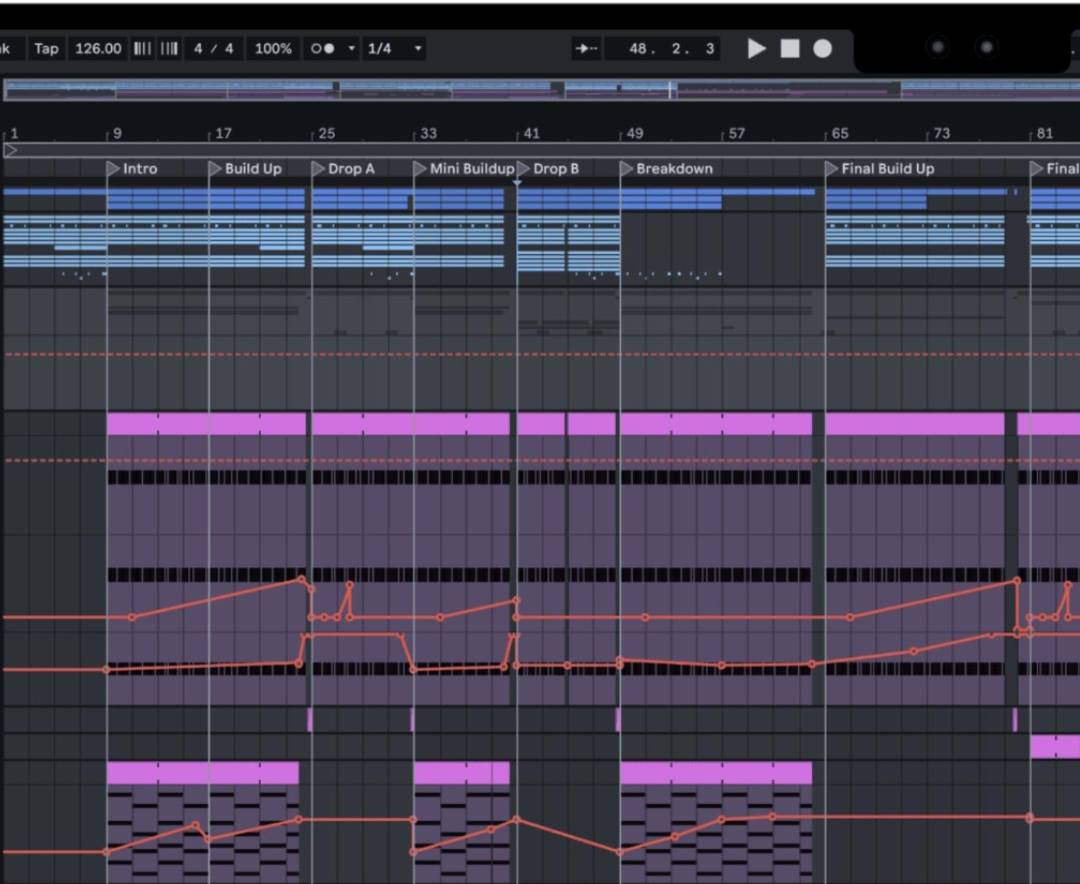 Tap 126.00 4 / 4 100% 1/4 48. 2. 3
1 9 17 25 33 41 49 57 65 73 81
Intro Build Up Drop A Mini Buildup Drop B Breakdown Final Build Up Final